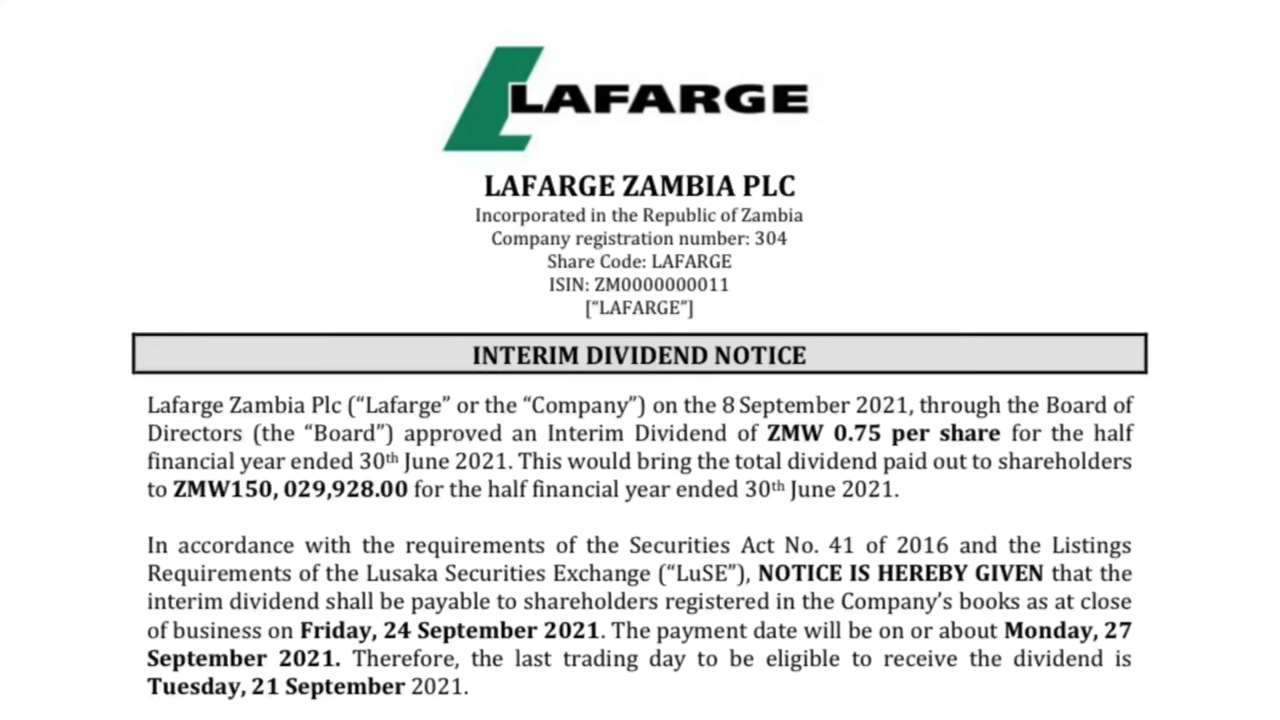 LAFARGE
LAFARGE ZAMBIA PLC
Incorporated in the Republic of Zambia
Company registration number: 304
Share Code: LAFARGE
ISIN: ZM0000000011
[“LAFARGE”]
INTERIM DIVIDEND NOTICE
Lafarge Zambia Plc (“Lafarge” or the “Company”) on the 8 September 2021, through the Board of
Directors (the “Board”) approved an Interim Dividend of ZMW 0.75 per share for the half
financial year ended 30th June 2021. This would bring the total dividend paid out to shareholders
to ZMW150, 029,928.00 for the half financial year ended 30th June 2021.
In accordance with the requirements of the Securities Act No. 41 of 2016 and the Listings
Requirements of the Lusaka Securities Exchange (“LuSE”), NOTICE IS HEREBY GIVEN that the
interim dividend shall be payable to shareholders registered in the Company’s books as at close
of business on Friday, 24 September 2021. The payment date will be on or about Monday, 27
September 2021. Therefore, the last trading day to be eligible to receive the dividend is
Tuesday, 21 September 2021.